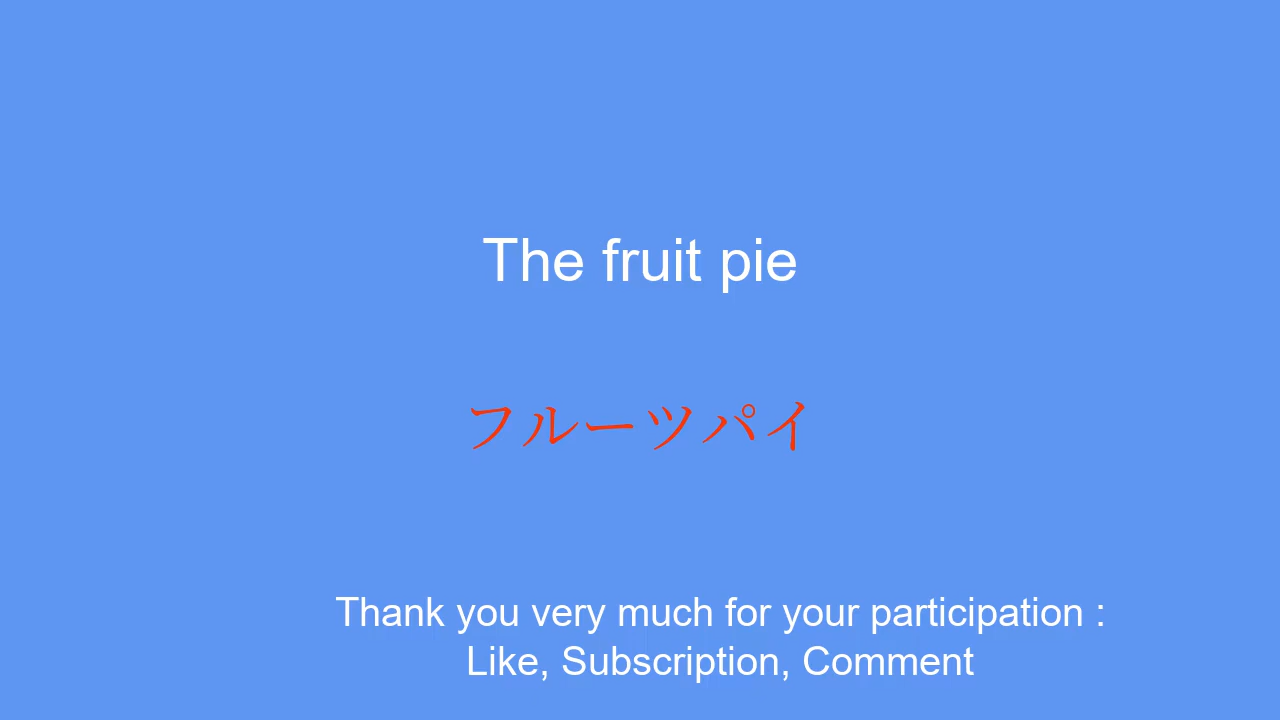 The fruit pie
フルーツパイ
Thank you very much for your participation :
Like, Subscription, Comment